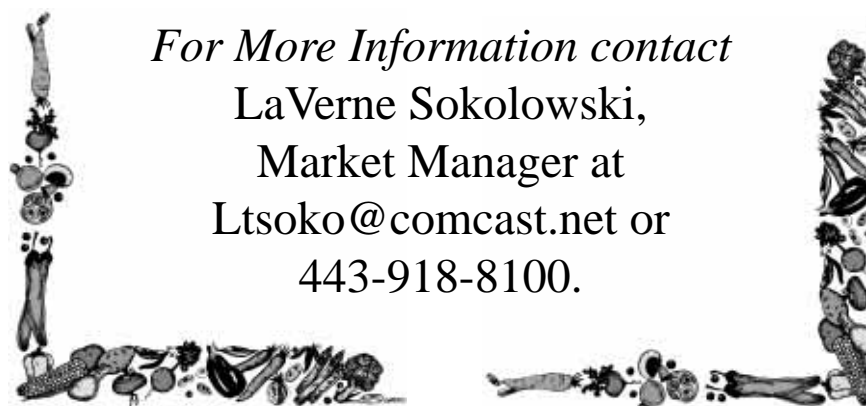 For More Information contact
LaVerne Sokolowski,
Market Manager at
Ltsoko@comcast.net or
443-918-8100.